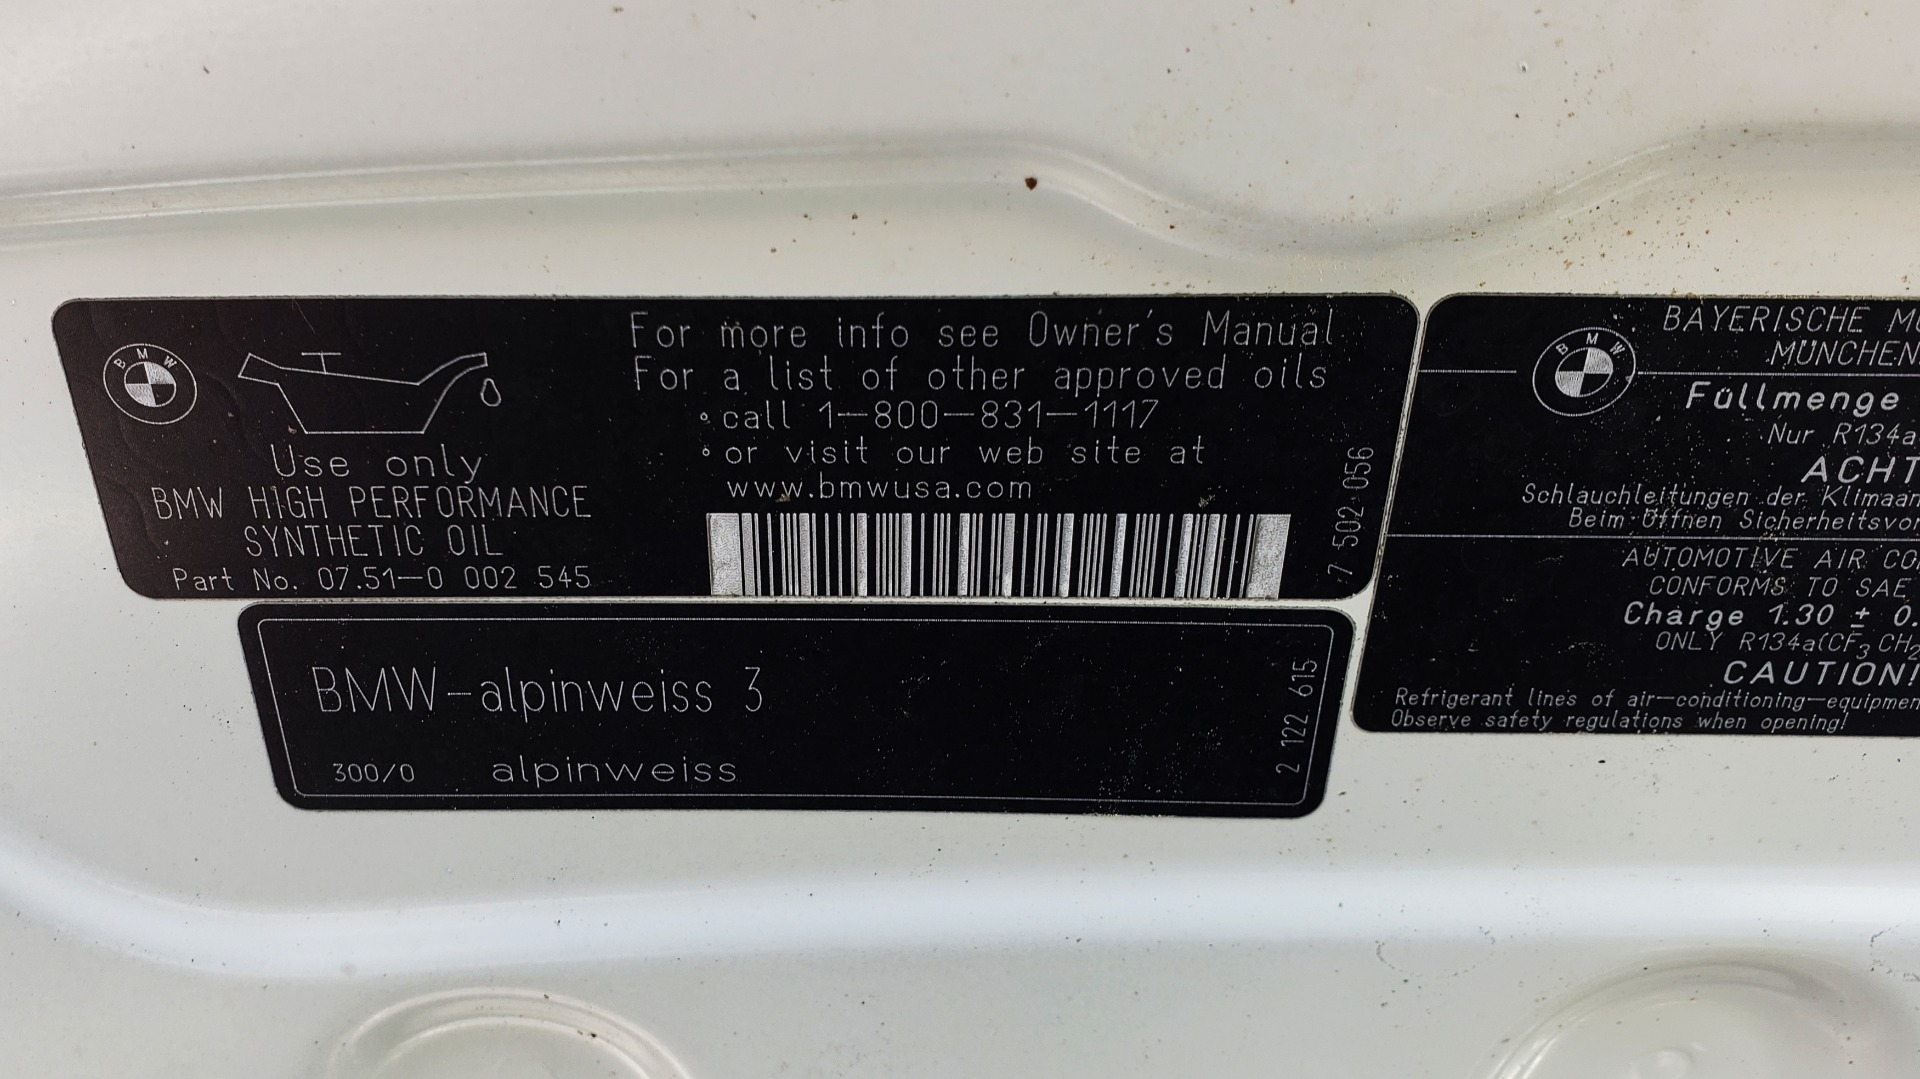 BMW
Use only
BMW HIGH PERFORMANCE
SYNTHETIC OIL
Part No. 07.51-0 002 545
For more info see Owner's Manual
For a list of other approved oils
° call 1-800-831-1117
° or visit our web site at
www.bmwusa.com
7 502 056
BMW-alpinweiss 3
300/0 alpinweiss
2 122 615
BMW
BAYERISCHE
MÜNCHEN
Füllmenge
Nur R134a
ACHT
Schlauchleitungen der Klimaan
Beim Öffnen Sicherheitsvor
AUTOMOTIVE AIR CO
CONFORMS TO SAE
Charge 1.30 ± 0.
ONLY R134a(CF₃CH₂
CAUTION!
Refrigerant lines of air-conditioning-equipmen
Observe safety regulations when opening!